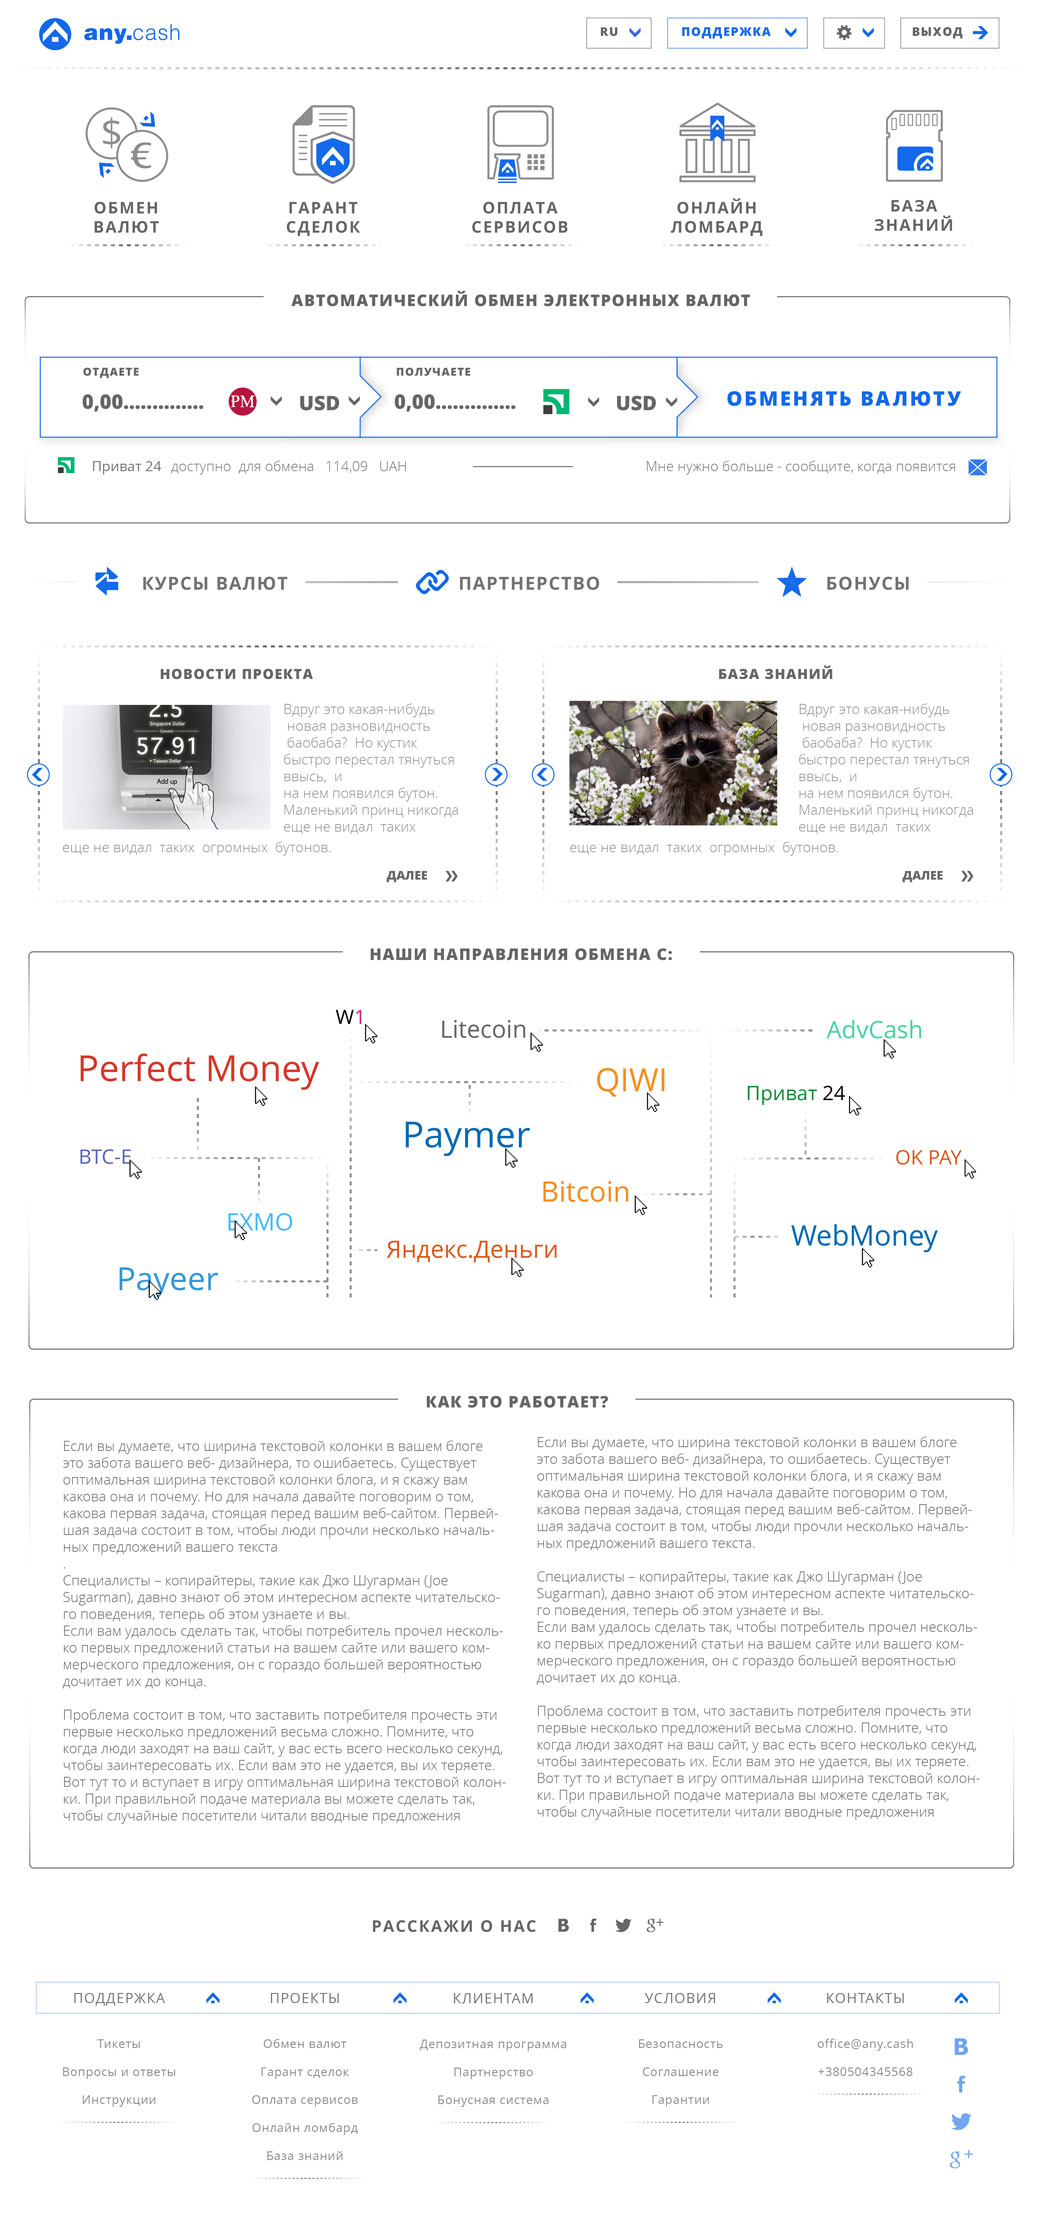 any.cash
RU
ПОДДЕРЖКА
ВЫХОД
$
€
ОБМЕН
ВАЛЮТ
ГАРАНТ
СДЕЛОК
ОПЛАТА
СЕРВИСОВ
ОНЛАЙН
ЛОМБАРД
БАЗА
ЗНАНИЙ
АВТОМАТИЧЕСКИЙ ОБМЕН ЭЛЕКТРОННЫХ ВАЛЮТ
ОТДАЕТЕ
0,00.............. PM USD
ПОЛУЧАЕТЕ
0,00.............. USD
ОБМЕНЯТЬ ВАЛЮТУ
Приват 24 доступно для обмена 114,09 UAH
Мне нужно больше - сообщите, когда появится
КУРСЫ ВАЛЮТ
ПАРТНЕРСТВО
БОНУСЫ
НОВОСТИ ПРОЕКТА
2.5
Singapore Dollar
Convert
57.91
Taiwan Dollar
Add up
Вдруг это какая-нибудь
новая разновидность
баобаба? Но кустик
быстро перестал тянуться
ввысь, и
на нем появился бутон.
Маленький принц никогда
еще не видал таких
еще не видал таких огромных бутонов.
ДАЛЕЕ
БАЗА ЗНАНИЙ
Вдруг это какая-нибудь
новая разновидность
баобаба? Но кустик
быстро перестал тянуться
ввысь, и
на нем появился бутон.
Маленький принц никогда
еще не видал таких
еще не видал таких огромных бутонов.
ДАЛЕЕ
НАШИ НАПРАВЛЕНИЯ ОБМЕНА С:
W1
Litecoin
AdvCash
Perfect Money
QIWI
Приват 24
Paymer
BTC-E
OK PAY
Bitcoin
EXMO
WebMoney
Яндекс.Деньги
Payeer
КАК ЭТО РАБОТАЕТ?
Если вы думаете, что ширина текстовой колонки в вашем блоге
это забота вашего веб- дизайнера, то ошибаетесь. Существует
оптимальная ширина текстовой колонки блога, и я скажу вам
какова она и почему. Но для начала давайте поговорим о том,
какова первая задача, стоящая перед вашим веб-сайтом. Первей-
шая задача состоит в том, чтобы люди прочли несколько началь-
ных предложений вашего текста
.
Специалисты – копирайтеры, такие как Джо Шугарман (Joe
Sugarman), давно знают об этом интересном аспекте читательско-
го поведения, теперь об этом узнаете и вы.
Если вам удалось сделать так, чтобы потребитель прочел несколь-
ко первых предложений статьи на вашем сайте или вашего ком-
мерческого предложения, он с гораздо большей вероятностью
дочитает их до конца.
Проблема состоит в том, что заставить потребителя прочесть эти
первые несколько предложений весьма сложно. Помните, что
когда люди заходят на ваш сайт, у вас есть всего несколько секунд,
чтобы заинтересовать их. Если вам это не удается, вы их теряете.
Вот тут то и вступает в игру оптимальная ширина текстовой колон-
ки. При правильной подаче материала вы можете сделать так,
чтобы случайные посетители читали вводные предложения
Если вы думаете, что ширина текстовой колонки в вашем блоге
это забота вашего веб- дизайнера, то ошибаетесь. Существует
оптимальная ширина текстовой колонки блога, и я скажу вам
какова она и почему. Но для начала давайте поговорим о том,
какова первая задача, стоящая перед вашим веб-сайтом. Первей-
шая задача состоит в том, чтобы люди прочли несколько началь-
ных предложений вашего текста.
Специалисты – копирайтеры, такие как Джо Шугарман (Joe
Sugarman), давно знают об этом интересном аспекте читательско-
го поведения, теперь об этом узнаете и вы.
Если вам удалось сделать так, чтобы потребитель прочел несколь-
ко первых предложений статьи на вашем сайте или вашего ком-
мерческого предложения, он с гораздо большей вероятностью
дочитает их до конца.
Проблема состоит в том, что заставить потребителя прочесть эти
первые несколько предложений весьма сложно. Помните, что
когда люди заходят на ваш сайт, у вас есть всего несколько секунд,
чтобы заинтересовать их. Если вам это не удается, вы их теряете.
Вот тут то и вступает в игру оптимальная ширина текстовой колон-
ки. При правильной подаче материала вы можете сделать так,
чтобы случайные посетители читали вводные предложения
РАССКАЖИ О НАС B f g+
ПОДДЕРЖКА
Тикеты
Вопросы и ответы
Инструкции
ПРОЕКТЫ
Обмен валют
Гарант сделок
Оплата сервисов
Онлайн ломбард
База знаний
КЛИЕНТАМ
Депозитная программа
Партнерство
Бонусная система
УСЛОВИЯ
Безопасность
Соглашение
Гарантии
КОНТАКТЫ
office@any.cash
+380504345568
B
f
g+